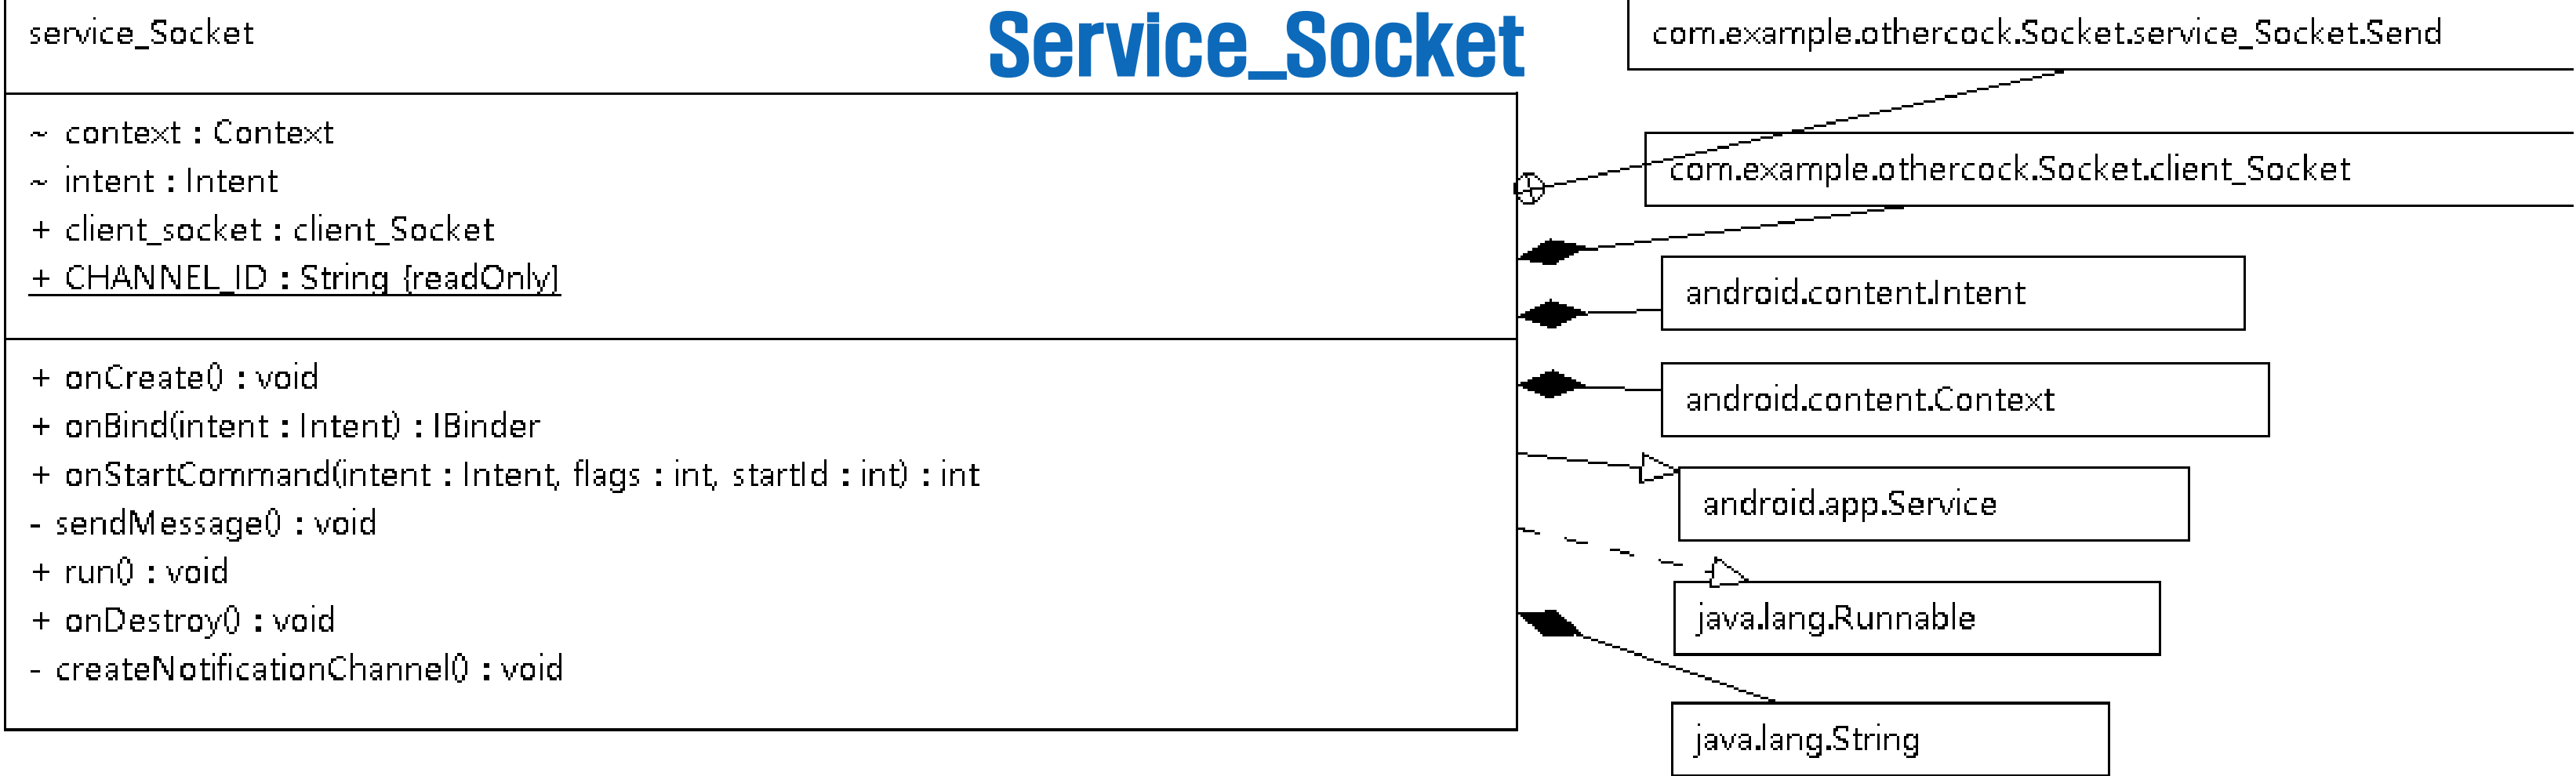 service_Socket
Service_Socket
~ context : Context
~ intent : Intent
+ client_socket : client_Socket
+ CHANNEL_ID : String {readOnly}
+ onCreate() : void
+ onBind(intent : Intent) : IBinder
+ onStartCommand(intent : Intent, flags : int, startId : int) : int
- sendMessage() : void
+ run() : void
+ onDestroy() : void
- createNotificationChannel() : void
com.example.othercock.Socket.service_Socket.Send
com.example.othercock.Socket.client_Socket
android.content.Intent
android.content.Context
android.app.Service
java.lang.Runnable
java.lang.String